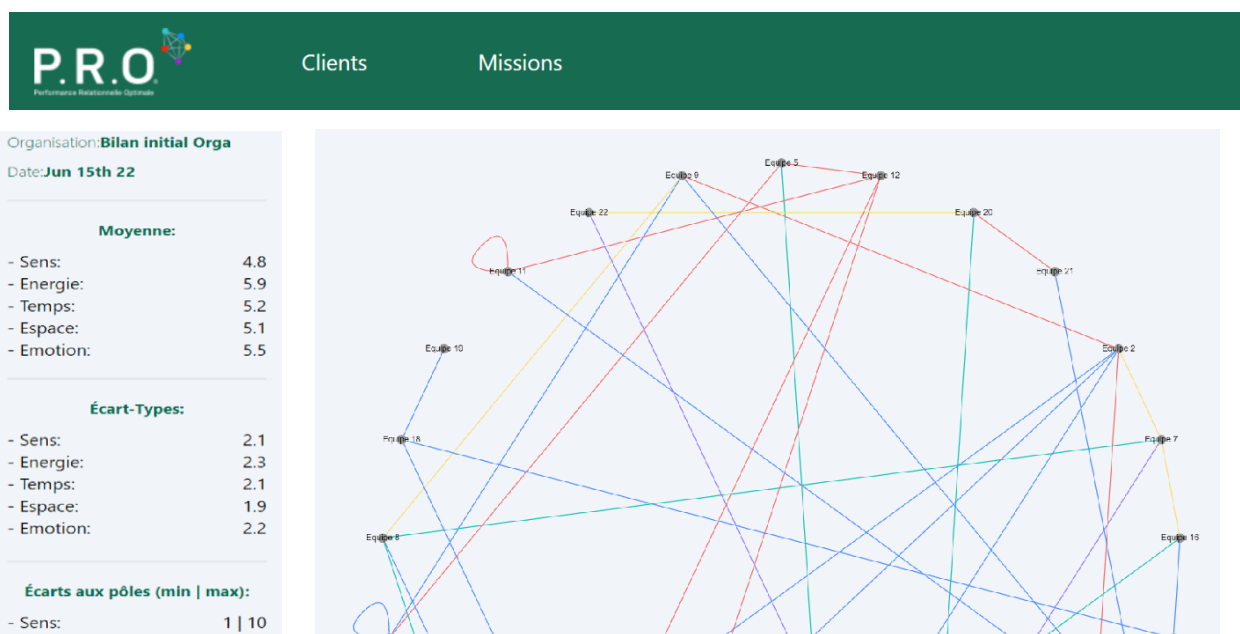 P.R.O.
Performance Relationnelle Optimale
Clients
Missions
Organisation:Bilan initial Orga
Date:Jun 15th 22
Moyenne:
- Sens: 4.8
- Energie: 5.9
- Temps: 5.2
- Espace: 5.1
- Emotion: 5.5
Écart-Types:
- Sens: 2.1
- Energie: 2.3
- Temps: 2.1
- Espace: 1.9
- Emotion: 2.2
Écarts aux pôles (min | max):
- Sens: 1 | 10
Equipe 5
Equipe 9
Equipe 12
Equipe 22
Equipe 20
Equipe 11
Equipe 21
Equipe 10
Equipe 2
Equipe 18
Equipe 7
Equipe 8
Equipe 16